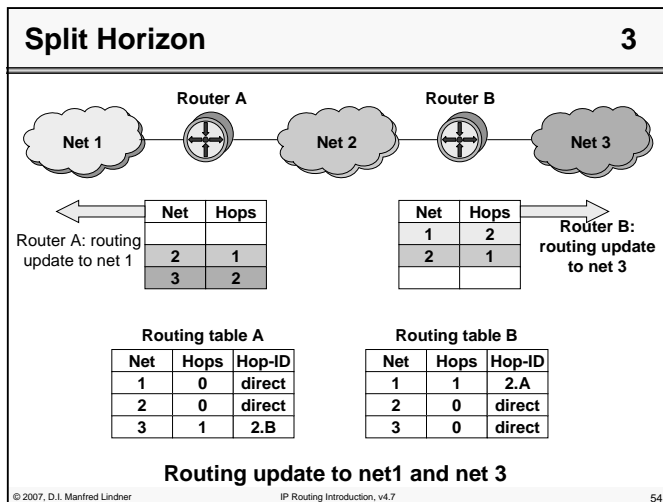 Split Horizon 3
Router A Router B
Net 1 Net 2 Net 3
Net Hops
2 1
3 2
Router A: routing
update to net 1
Net Hops
1 2
2 1
Router B:
routing update
to net 3
Routing table A
Net Hops Hop-ID
1 0 direct
2 0 direct
3 1 2.B
Routing table B
Net Hops Hop-ID
1 1 2.A
2 0 direct
3 0 direct
Routing update to net1 and net 3
© 2007, D.I. Manfred Lindner IP Routing Introduction, v4.7 54